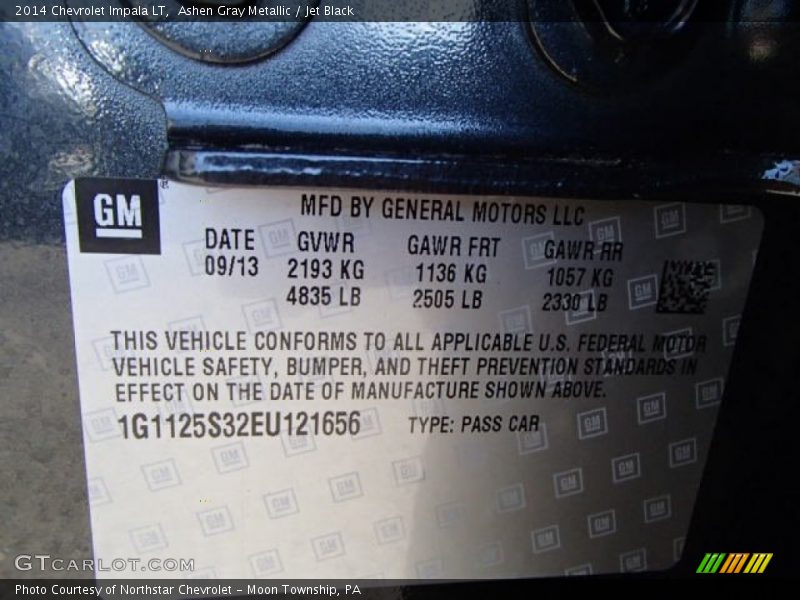 2014 Chevrolet Impala LT, Ashen Gray Metallic / Jet Black
GM
MFD BY GENERAL MOTORS LLC
DATE GVWR GAWR FRT GAWR RR
09/13 2193 KG 1136 KG 1057 KG
4835 LB 2505 LB 2330 LB
THIS VEHICLE CONFORMS TO ALL APPLICABLE U.S. FEDERAL MOTOR
VEHICLE SAFETY, BUMPER, AND THEFT PREVENTION STANDARDS IN
EFFECT ON THE DATE OF MANUFACTURE SHOWN ABOVE.
1G1125S32EU121656 TYPE: PASS CAR
GTCARLOT.COM
Photo Courtesy of Northstar Chevrolet – Moon Township, PA